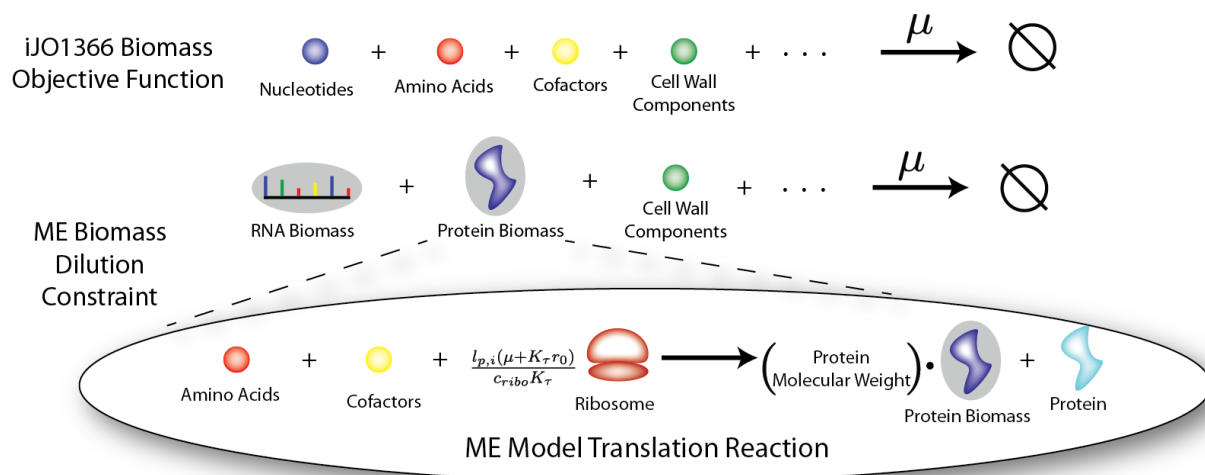 iJO1366 Biomass
Objective Function
+ + + + · · ·
μ
∅
Nucleotides
Amino Acids
Cofactors
Cell Wall
Components
+ + + · · ·
μ
∅
RNA Biomass
Protein Biomass
Cell Wall
Components
ME Biomass
Dilution
Constraint
+ + l_{p,i}(μ+K_τ r_0) / c_{ribo}K_τ ( Protein Molecular Weight ) • +
Amino Acids
Cofactors
Ribosome
Protein Biomass
Protein
ME Model Translation Reaction